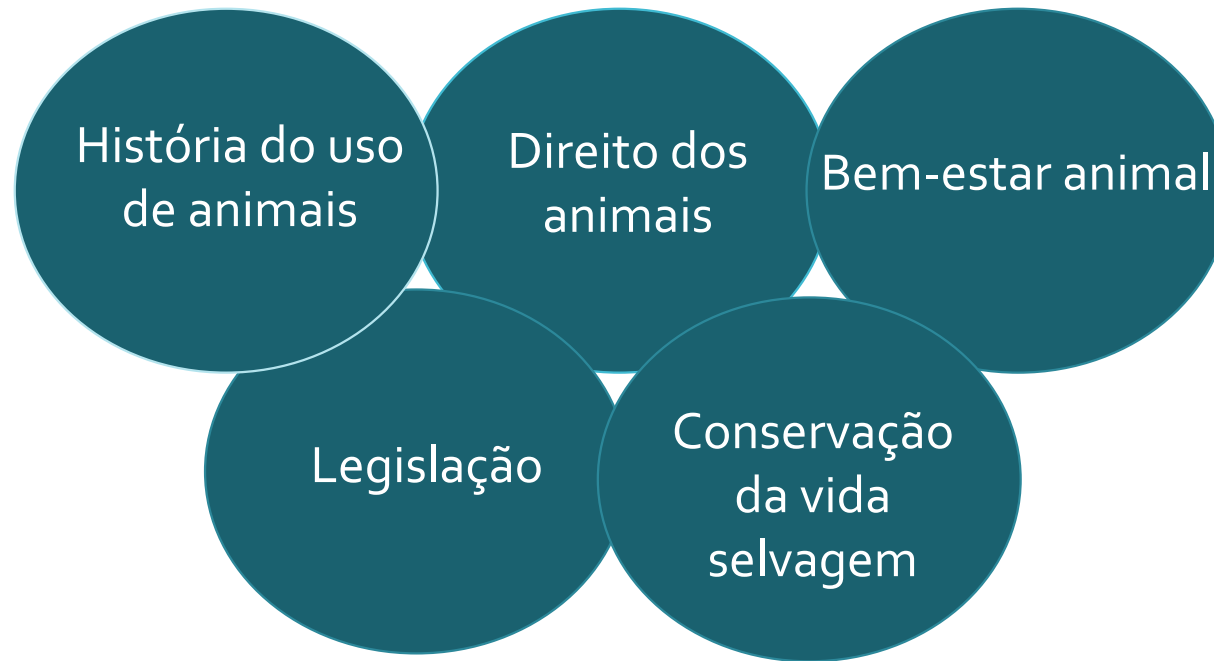 História do uso
de animais
Direito dos
animais
Bem-estar animal
Legislação
Conservação
da vida
selvagem